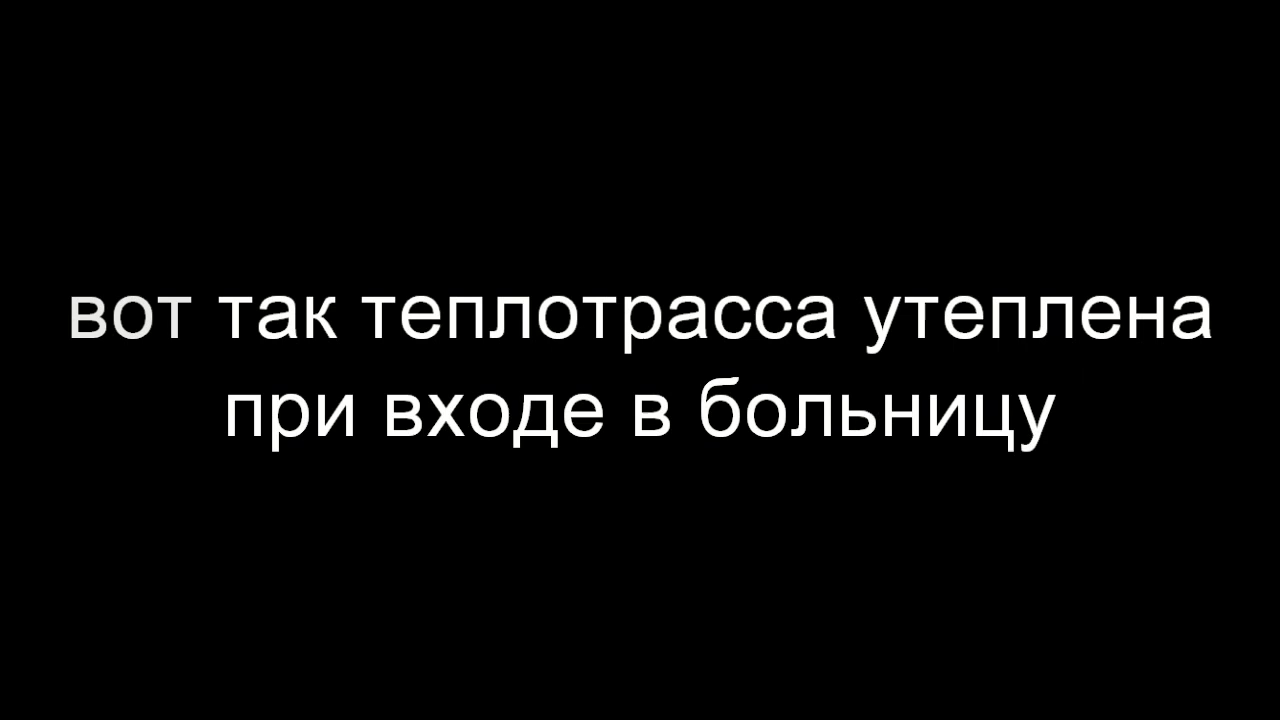 вот так теплотрасса утеплена
при входе в больницу